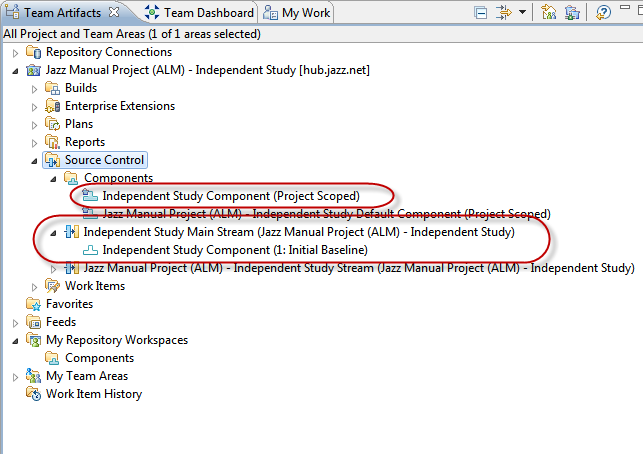 Team Artifacts Team Dashboard My Work
All Project and Team Areas (1 of 1 areas selected)
Repository Connections
Jazz Manual Project (ALM) - Independent Study [hub.jazz.net]
Builds
Enterprise Extensions
Plans
Reports
Source Control
Components
Independent Study Component (Project Scoped)
Jazz Manual Project (ALM) - Independent Study Default Component (Project Scoped)
Independent Study Main Stream (Jazz Manual Project (ALM) - Independent Study)
Independent Study Component (1: Initial Baseline)
Jazz Manual Project (ALM) - Independent Study Stream (Jazz Manual Project (ALM) - Independent Study)
Work Items
Favorites
Feeds
My Repository Workspaces
Components
My Team Areas
Work Item History